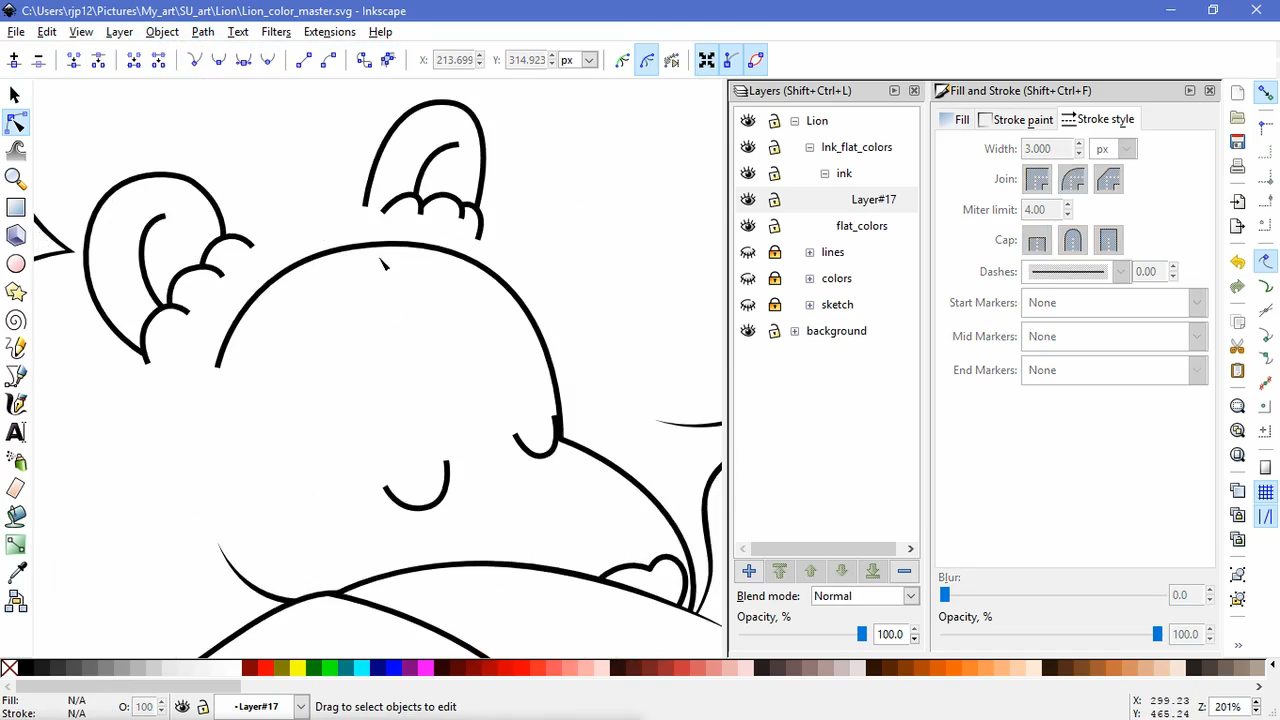 C:\Users\rjp12\Pictures\My_art\SU_art\Lion\Lion_color_master.svg - Inkscape
File Edit View Layer Object Path Text Filters Extensions Help
X: 213.699 Y: 314.923 px
Layers (Shift+Ctrl+L)
Lion
Ink_flat_colors
ink
Layer#17
flat_colors
lines
colors
sketch
background
Blend mode: Normal
Opacity, %
100.0
Fill and Stroke (Shift+Ctrl+F)
Fill Stroke paint Stroke style
Width: 3.000 px
Join:
Miter limit: 4.00
Cap:
Dashes: 0.00
Start Markers: None
Mid Markers: None
End Markers: None
Blur:
0.0
Opacity, %
100.0
Fill: N/A
Stroke: N/A
O: 100
•Layer#17
Drag to select objects to edit
X: 299.23
Y: 465.24
Z: 201%